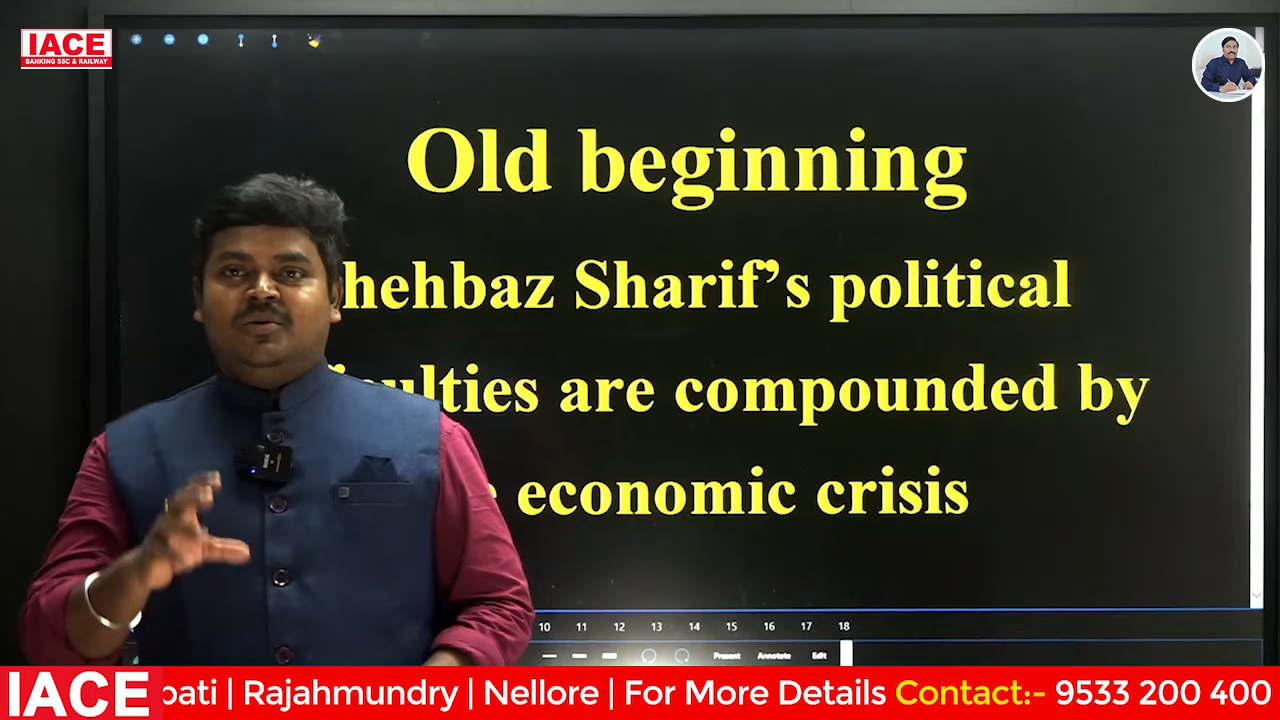 IACE
BANKING SSC & RAILWAY
Old beginning
hehbaz Sharif’s political
culties are compounded by
economic crisis
10 11 12 13 14 15 16 17 18
Present Annotate Edit
IACE pati | Rajahmundry | Nellore | For More Details Contact:- 9533 200 400